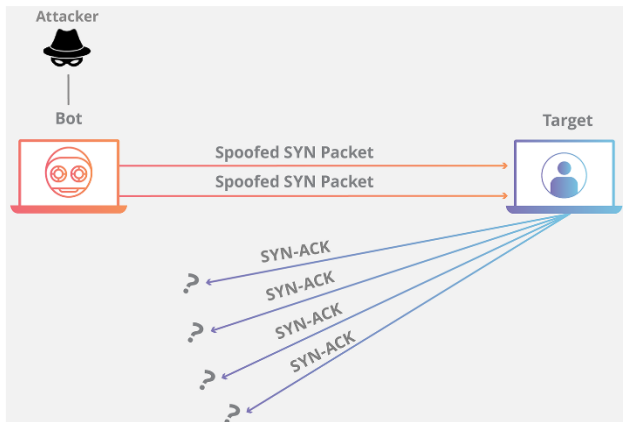 Attacker
Bot
Target
Spoofed SYN Packet
Spoofed SYN Packet
SYN-ACK
?
SYN-ACK
?
SYN-ACK
?
SYN-ACK
?